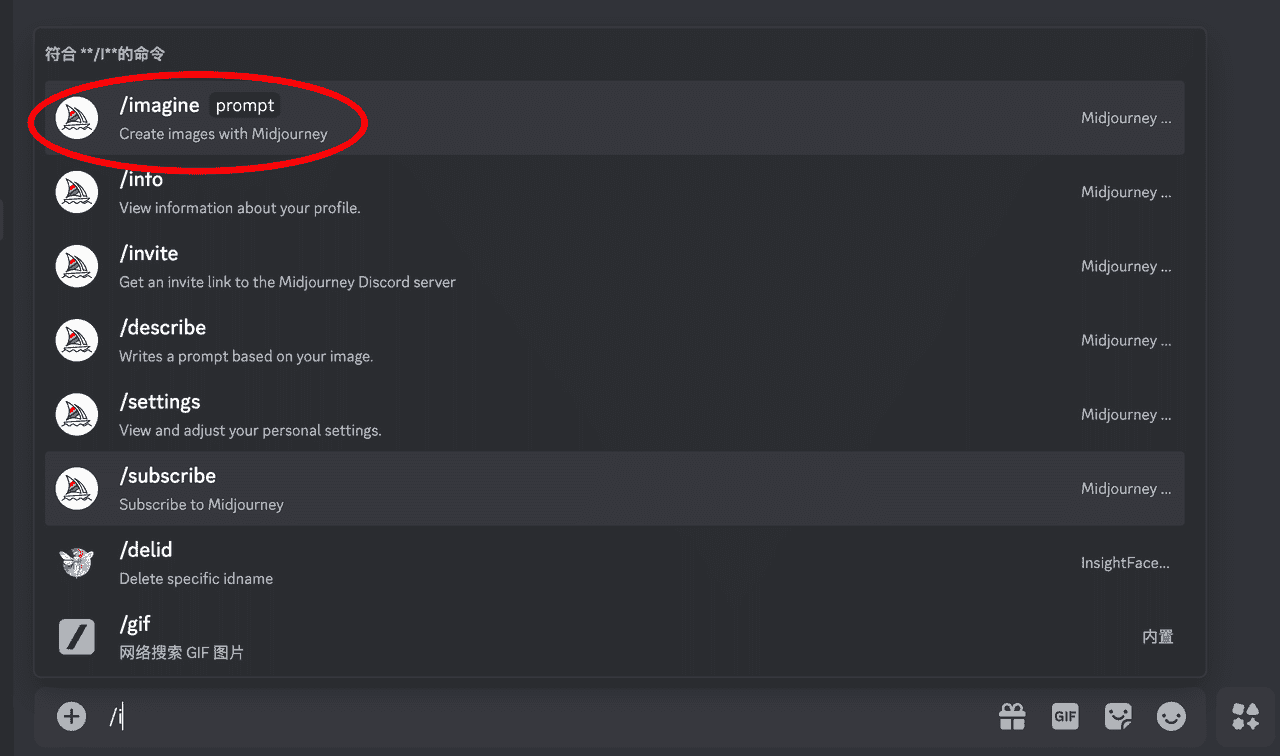 符合 **/I**的命令
/imagine prompt
Create images with Midjourney
Midjourney ...
/info
View information about your profile.
Midjourney ...
/invite
Get an invite link to the Midjourney Discord server
Midjourney ...
/describe
Writes a prompt based on your image.
Midjourney ...
/settings
View and adjust your personal settings.
Midjourney ...
/subscribe
Subscribe to Midjourney
Midjourney ...
/delid
Delete specific idname
InsightFace...
/gif
网络搜索 GIF 图片
内置
/i
GIF